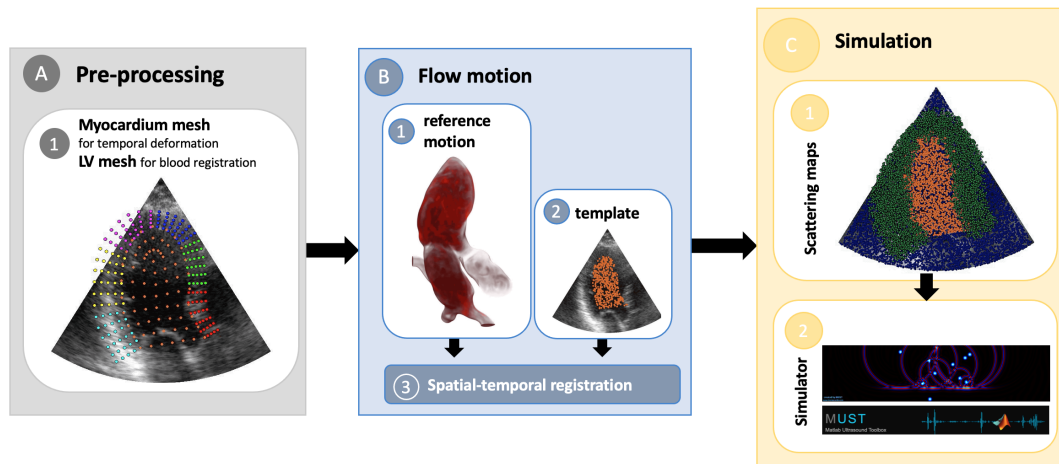 A
Pre-processing
1
Myocardium mesh
for temporal deformation
LV mesh for blood registration
B
Flow motion
1
reference
motion
2
template
3
Spatial-temporal registration
C
Simulation
1
Scattering maps
2
Simulator
MUST
Matlab Ultrasound Toolbox